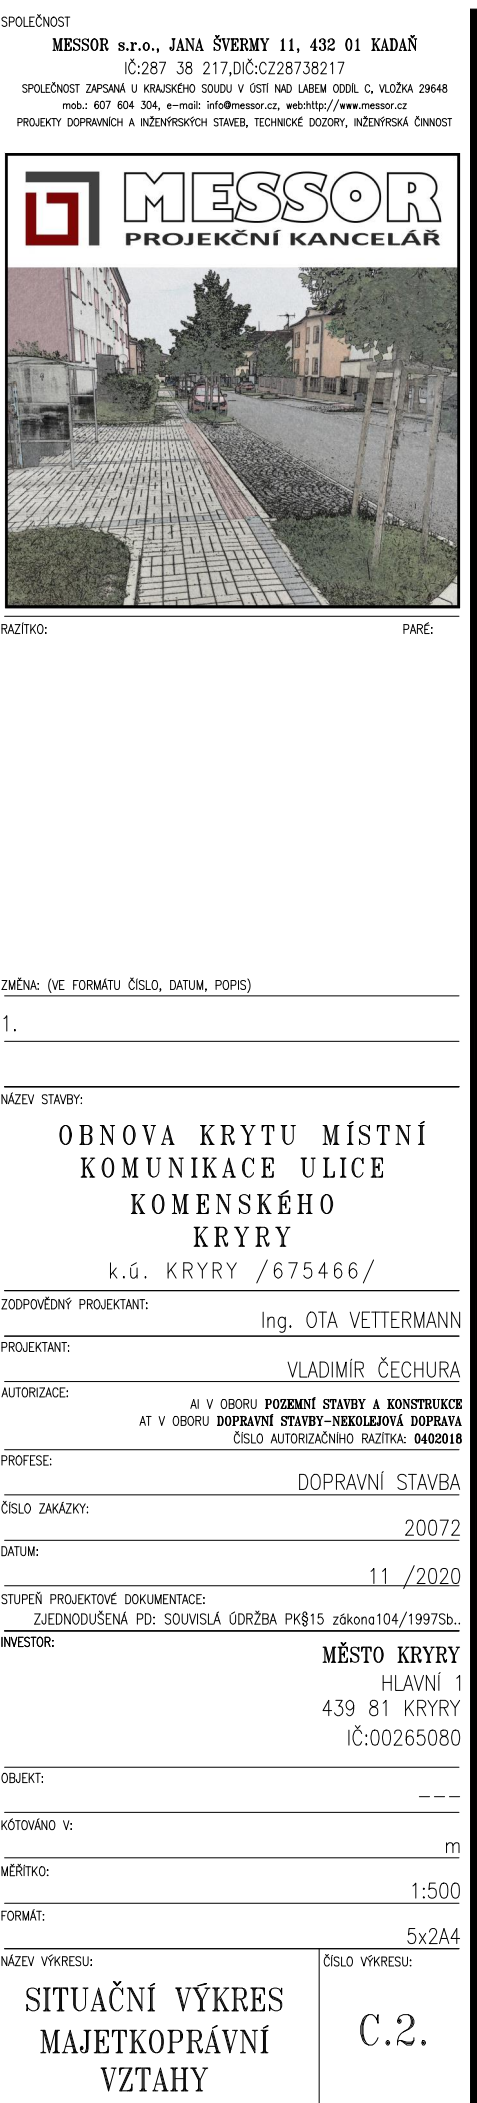 SPOLEČNOST
MESSOR s.r.o., JANA ŠVERMY 11, 432 01 KADAŇ
IČ:287 38 217,DIČ:CZ28738217
SPOLEČNOST ZAPSANÁ U KRAJSKÉHO SOUDU V ÚSTÍ NAD LABEM ODDÍL C, VLOŽKA 29648
mob.: 607 604 304, e-mail: info@messor.cz, web:http://www.messor.cz
PROJEKTY DOPRAVNÍCH A INŽENÝRSKÝCH STAVEB, TECHNICKÉ DOZORY, INŽENÝRSKÁ ČINNOST
MESSOR
PROJEKČNÍ KANCELÁŘ
RAZÍTKO: PARÉ:
ZMĚNA: (VE FORMÁTU ČÍSLO, DATUM, POPIS)
1.
NÁZEV STAVBY:
OBNOVA KRYTU MÍSTNÍ
KOMUNIKACE ULICE
KOMENSKÉHO
KRYRY
k.ú. KRYRY /675466/
ZODPOVĚDNÝ PROJEKTANT:
Ing. OTA VETTERMANN
PROJEKTANT:
VLADIMÍR ČECHURA
AUTORIZACE:
AI V OBORU POZEMNÍ STAVBY A KONSTRUKCE
AT V OBORU DOPRAVNÍ STAVBY-NEKOLEJOVÁ DOPRAVA
ČÍSLO AUTORIZAČNÍHO RAZÍTKA: 0402018
PROFESE:
DOPRAVNÍ STAVBA
ČÍSLO ZAKÁZKY:
20072
DATUM:
11 /2020
STUPEŇ PROJEKTOVÉ DOKUMENTACE:
ZJEDNODUŠENÁ PD: SOUVISLÁ ÚDRŽBA PK§15 zákona104/1997Sb..
INVESTOR:
MĚSTO KRYRY
HLAVNÍ 1
439 81 KRYRY
IČ:00265080
OBJEKT:
---
KÓTOVÁNO V:
m
MĚŘÍTKO:
1:500
FORMÁT:
5x2A4
NÁZEV VÝKRESU: ČÍSLO VÝKRESU:
SITUAČNÍ VÝKRES
MAJETKOPRÁVNÍ
VZTAHY
C.2.